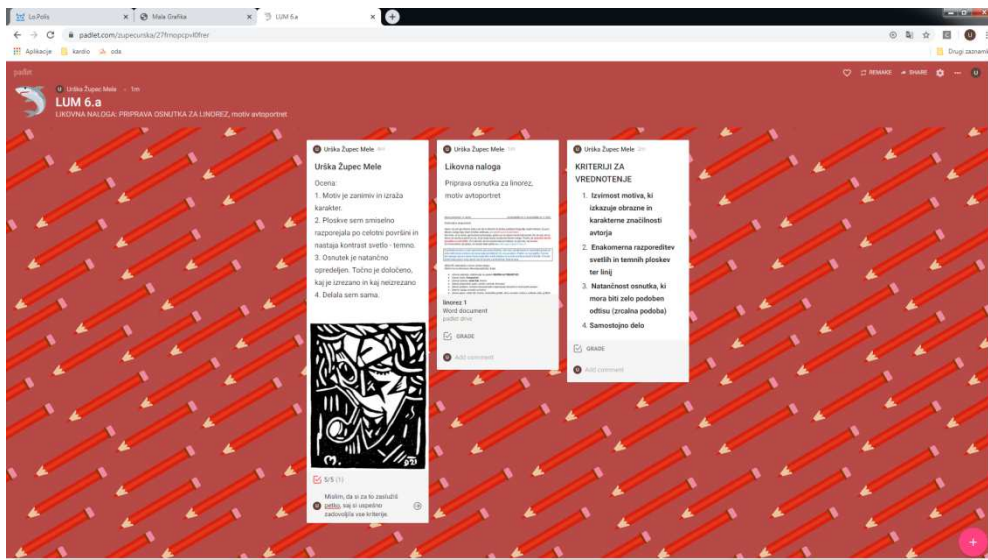 Lo.Polis
Mala Grafika
LUM 6.a
padlet.com/zupecurska/27fmopcpvl0frer
Aplikacije
kardio
ode
Drugi zaznamki
padlet
REMAKE
SHARE
Urška Župec Mele · 1m
LUM 6.a
LIKOVNA NALOGA: PRIPRAVA OSNUTKA ZA LINOREZ, motiv avtoportret
Urška Župec Mele
Urška Župec Mele
Ocena:
1. Motiv je zanimiv in izraža
karakter.
2. Ploskve sem smiselno
razporejala po celotni površini in
nastaja kontrast svetlo - temno.
3. Osnutek je natančno
opredeljen. Točno je določeno,
kaj je izrezano in kaj neizrezano
4. Delala sem sama.
M.
5/5 (1)
Mislim, da si za to zaslužiš
petko, saj si uspešno
zadovoljila vse kriterije.
Urška Župec Mele
Likovna naloga
Priprava osnutka za linorez,
motiv avtoportret
linorez 1
Word document
padlet drive
GRADE
Add comment
Urška Župec Mele
KRITERIJI ZA
VREDNOTENJE
1. Izvirnost motiva, ki
izkazuje obrazne in
karakterne značilnosti
avtorja
2. Enakomerna razporeditev
svetlih in temnih ploskev
ter linij
3. Natančnost osnutka, ki
mora biti zelo podoben
odtisu (zrcalna podoba)
4. Samostojno delo
GRADE
Add comment